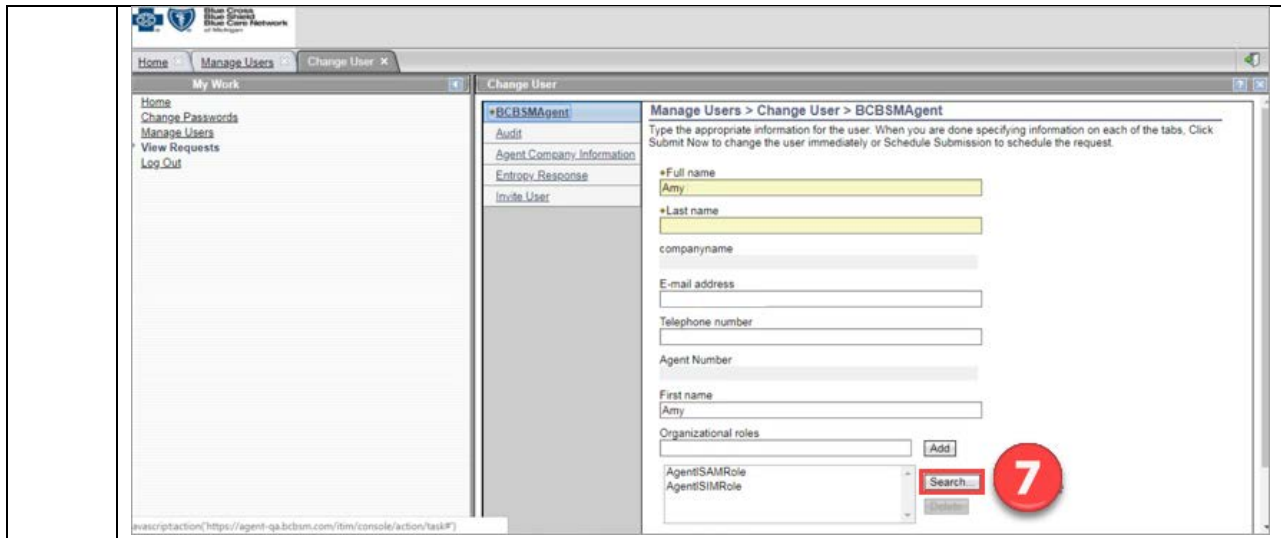 Blue Cross
Blue Shield
Blue Care Network
of Michigan
Home Manage Users Change User ×
My Work
Home
Change Passwords
Manage Users
View Requests
Log Out
Change User ?
+BCBSMAgent
Audit
Agent Company Information
Entropy Response
Invite User
Manage Users > Change User > BCBSMAgent
Type the appropriate information for the user. When you are done specifying information on each of the tabs, Click
Submit Now to change the user immediately or Schedule Submission to schedule the request.
+Full name
Amy
+Last name
companyname
E-mail address
Telephone number
Agent Number
First name
Amy
Organizational roles
Add
AgentISAMRole
AgentISIMRole
Search...
7
Delete
avascript:action('https://agent-qa.bcbsm.com/itim/console/action/task#')